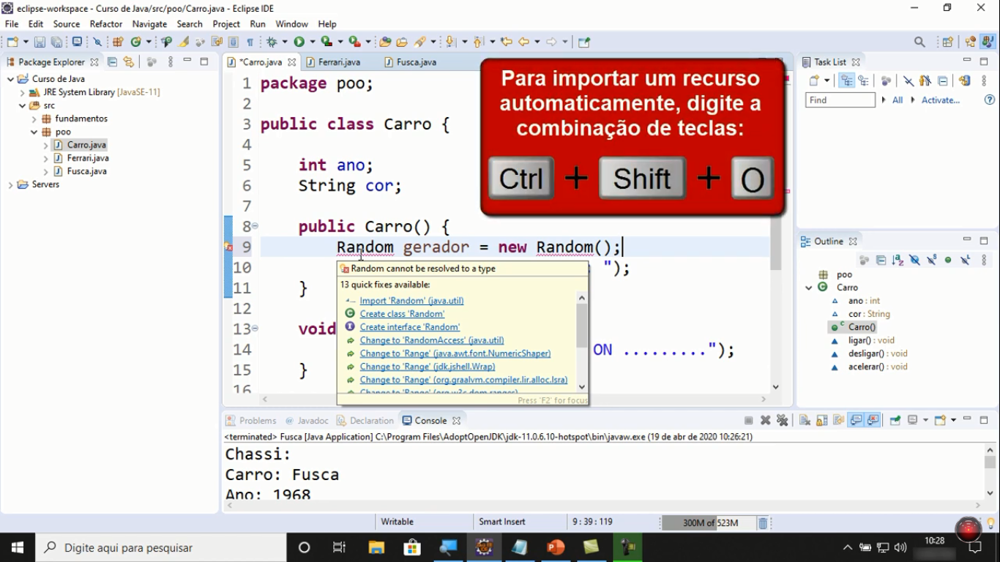 eclipse-workspace - Curso de Java/src/poo/Carro.java - Eclipse IDE
File Edit Source Refactor Navigate Search Project Run Window Help
Package Explorer
Curso de Java
JRE System Library [JavaSE-11]
src
fundamentos
poo
Carro.java
Ferrari.java
Fusca.java
Servers
*Carro.java Ferrari.java Fusca.java
1 package poo;
2
3 public class Carro {
4
5 int ano;
6 String cor;
7
8 public Carro() {
9 Random gerador = new Random();
10 : ");
11 }
12
13 void
14 ON .........");
15 }
16
Random cannot be resolved to a type
13 quick fixes available:
Import 'Random' (java.util)
Create class 'Random'
Create interface 'Random'
Change to 'RandomAccess' (java.util)
Change to 'Range' (java.awt.font.NumericShaper)
Change to 'Range' (jdk.jshell.Wrap)
Change to 'Range' (org.graalvm.compiler.lir.alloc.lsra)
Change to 'Range' (org.w3c.dom.ranges)
Press 'F2' for focus
Para importar um recurso
automaticamente, digite a
combinação de teclas:
Ctrl + Shift + O
Task List
Find All Activate...
Outline
poo
Carro
ano : int
cor : String
Carro()
ligar() : void
desligar() : void
acelerar() : void
Problems Javadoc Declaration Console
<terminated> Fusca [Java Application] C:\Program Files\AdoptOpenJDK\jdk-11.0.6.10-hotspot\bin\javaw.exe (19 de abr de 2020 10:26:21)
Chassi:
Carro: Fusca
Ano: 1968
Writable Smart Insert 9 : 39 : 119 300M of 523M
Digite aqui para pesquisar
10:28